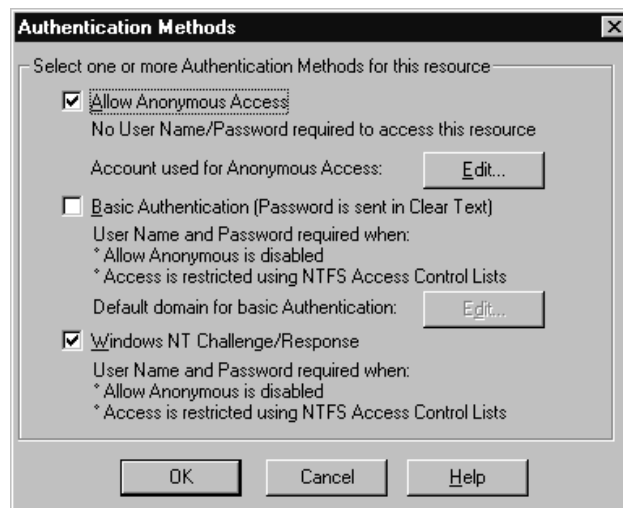 Authentication Methods
Select one or more Authentication Methods for this resource
Allow Anonymous Access
No User Name/Password required to access this resource
Account used for Anonymous Access:
Edit...
Basic Authentication (Password is sent in Clear Text)
User Name and Password required when:
* Allow Anonymous is disabled
* Access is restricted using NTFS Access Control Lists
Default domain for basic Authentication:
Edit...
Windows NT Challenge/Response
User Name and Password required when:
* Allow Anonymous is disabled
* Access is restricted using NTFS Access Control Lists
OK
Cancel
Help